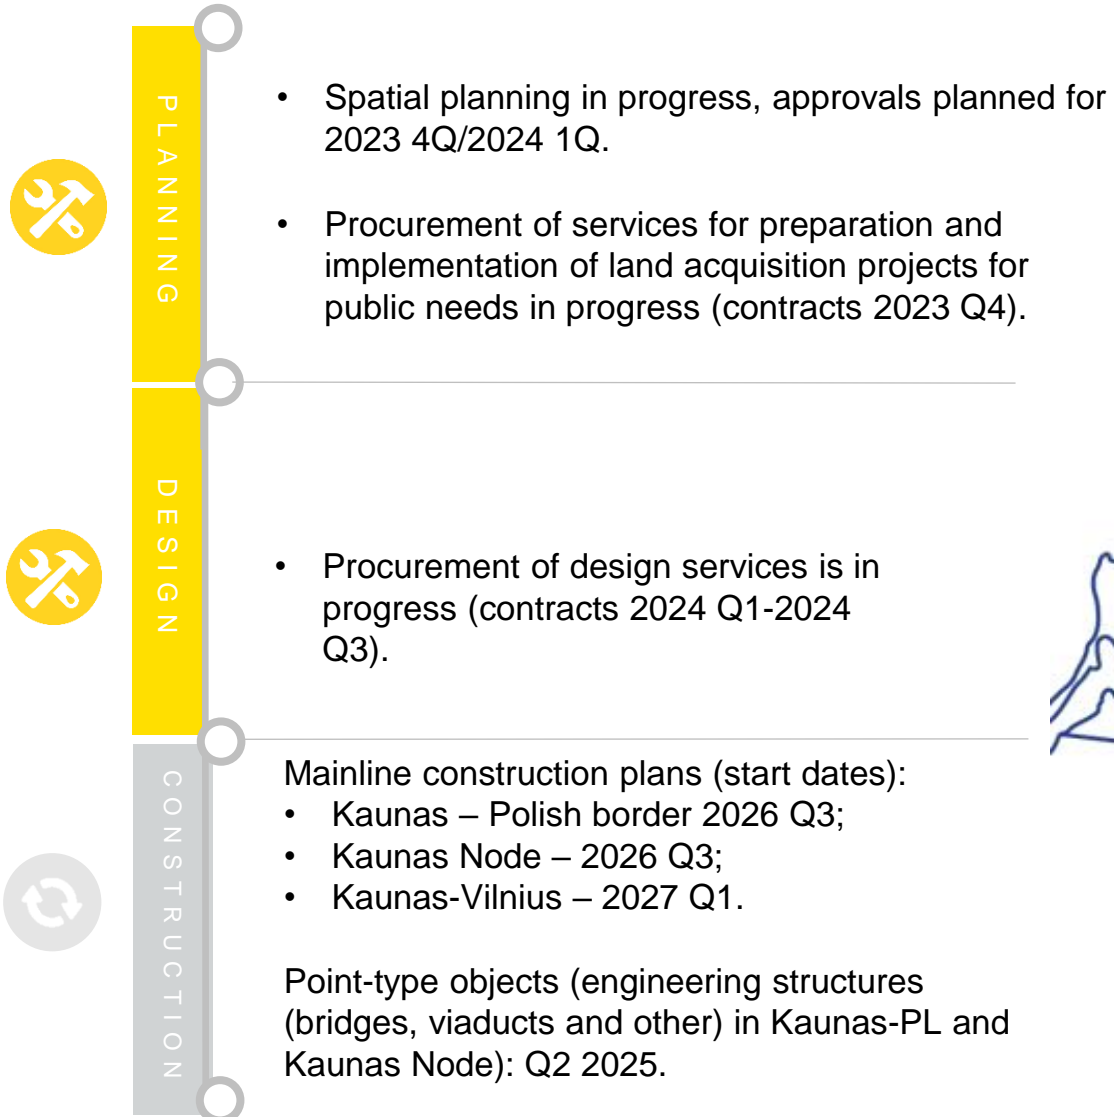 PLANNING
• Spatial planning in progress, approvals planned for
2023 4Q/2024 1Q.
• Procurement of services for preparation and
implementation of land acquisition projects for
public needs in progress (contracts 2023 Q4).
DESIGN
• Procurement of design services is in
progress (contracts 2024 Q1-2024
Q3).
CONSTRUCTION
Mainline construction plans (start dates):
• Kaunas – Polish border 2026 Q3;
• Kaunas Node – 2026 Q3;
• Kaunas-Vilnius – 2027 Q1.
Point-type objects (engineering structures
(bridges, viaducts and other) in Kaunas-PL and
Kaunas Node): Q2 2025.